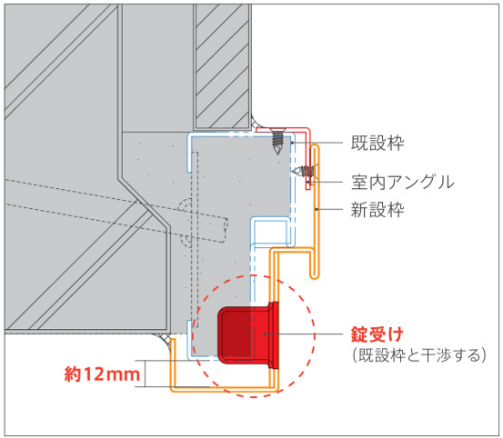 既設枠
室内アングル
新設枠
錠受け
(既設枠と干渉する)
約12mm